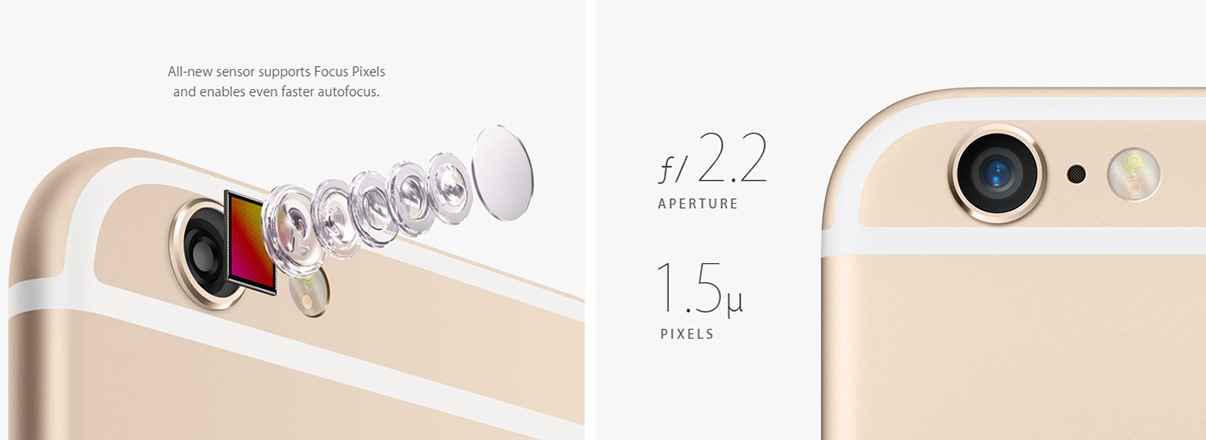 All-new sensor supports Focus Pixels
and enables even faster autofocus.
ƒ/2.2
APERTURE
1.5µ
PIXELS